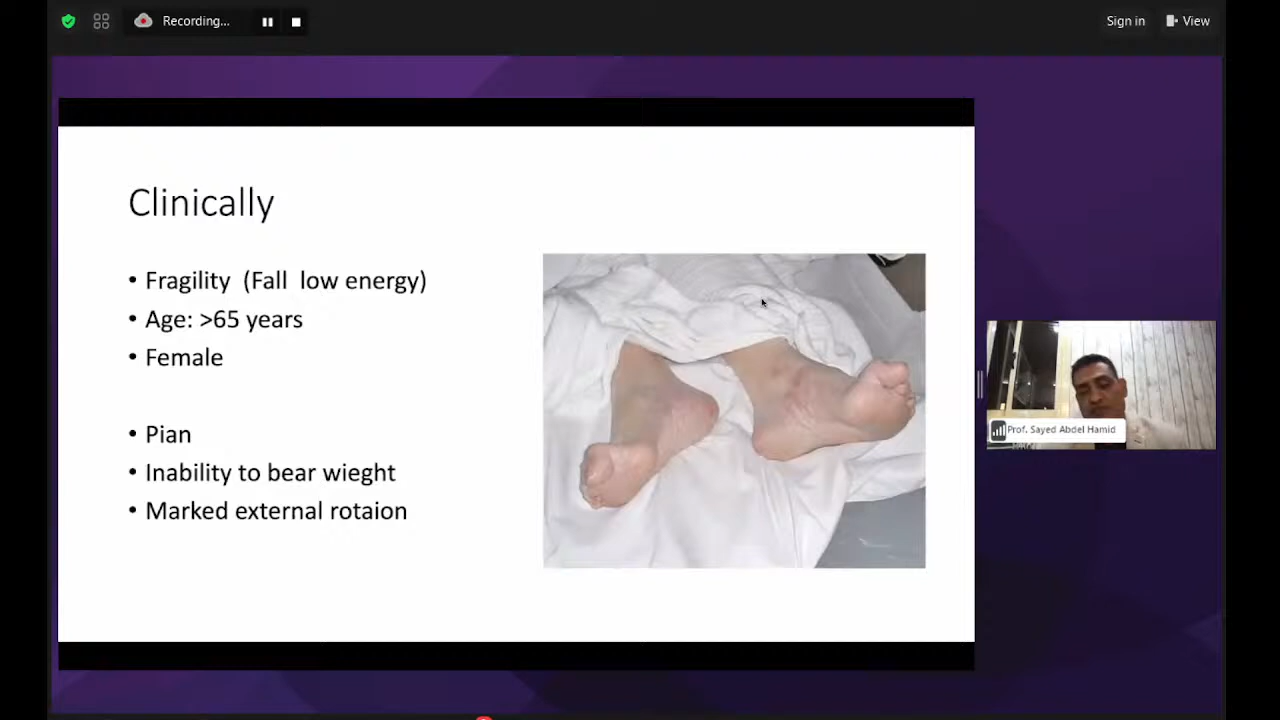 Recording...
Sign in
View
Clinically
• Fragility (Fall low energy)
• Age: >65 years
• Female
• Pian
• Inability to bear wieght
• Marked external rotaion
Prof. Sayed Abdel Hamid